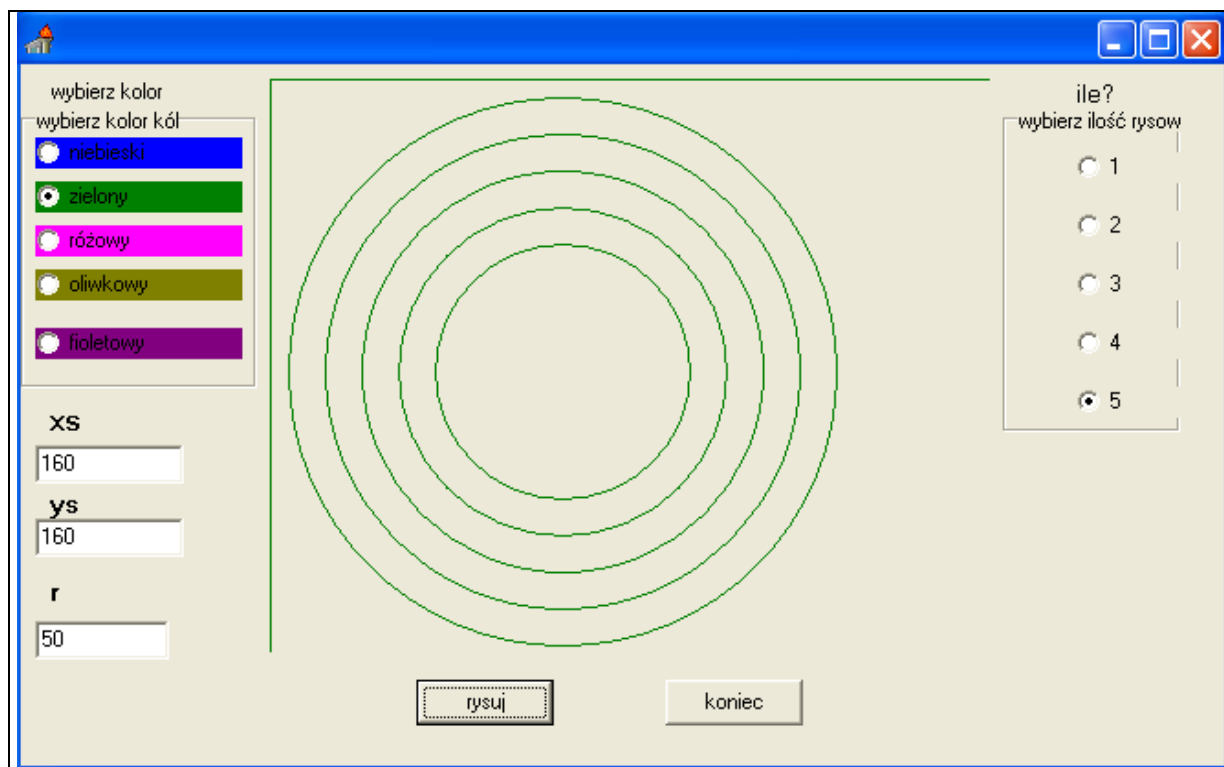 wybierz kolor
wybierz kolor kól
niebieski
zielony
różowy
oliwkowy
fioletowy
xs
160
ys
160
r
50
rysuj
koniec
ile?
wybierz ilość rysow
1
2
3
4
5